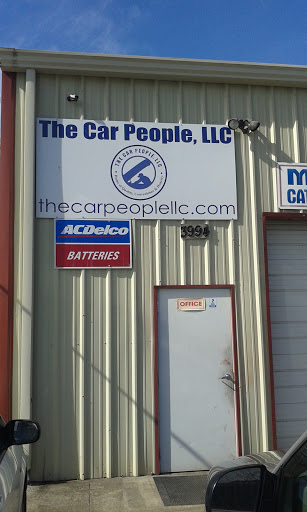 The Car People, LLC
THE CAR PEOPLE LLC
thecarpeoplellc.com
ACDelco
BATTERIES
3994
OFFICE
CAT